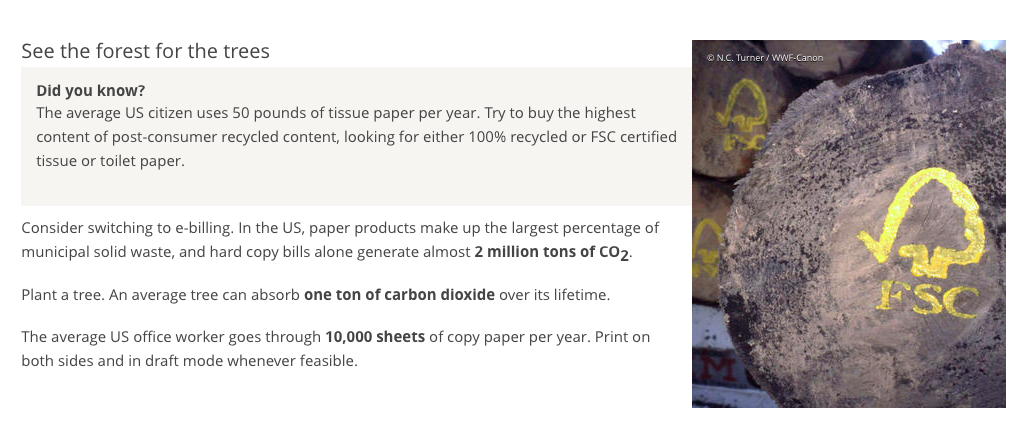 See the forest for the trees
Did you know?
The average US citizen uses 50 pounds of tissue paper per year. Try to buy the highest
content of post-consumer recycled content, looking for either 100% recycled or FSC certified
tissue or toilet paper.
Consider switching to e-billing. In the US, paper products make up the largest percentage of
municipal solid waste, and hard copy bills alone generate almost 2 million tons of CO2.
Plant a tree. An average tree can absorb one ton of carbon dioxide over its lifetime.
The average US office worker goes through 10,000 sheets of copy paper per year. Print on
both sides and in draft mode whenever feasible.
© N.C. Turner / WWF-Canon
FSC
FSC
M